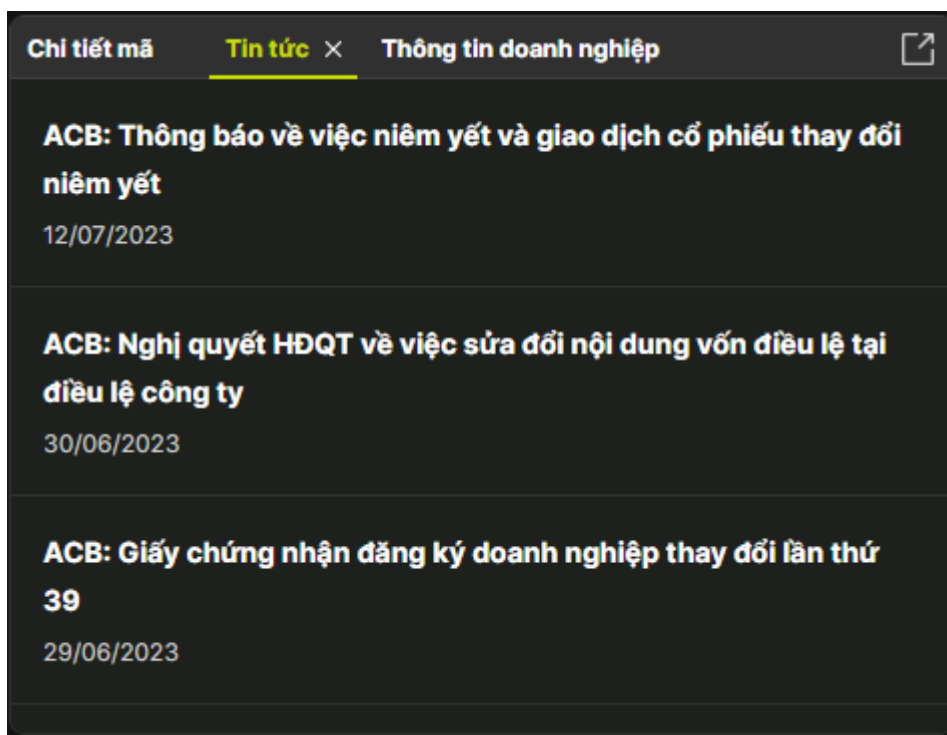 Chi tiết mã Tin tức Thông tin doanh nghiệp
ACB: Thông báo về việc niêm yết và giao dịch cổ phiếu thay đổi
niêm yết
12/07/2023
ACB: Nghị quyết HĐQT về việc sửa đổi nội dung vốn điều lệ tại
điều lệ công ty
30/06/2023
ACB: Giấy chứng nhận đăng ký doanh nghiệp thay đổi lần thứ
39
29/06/2023